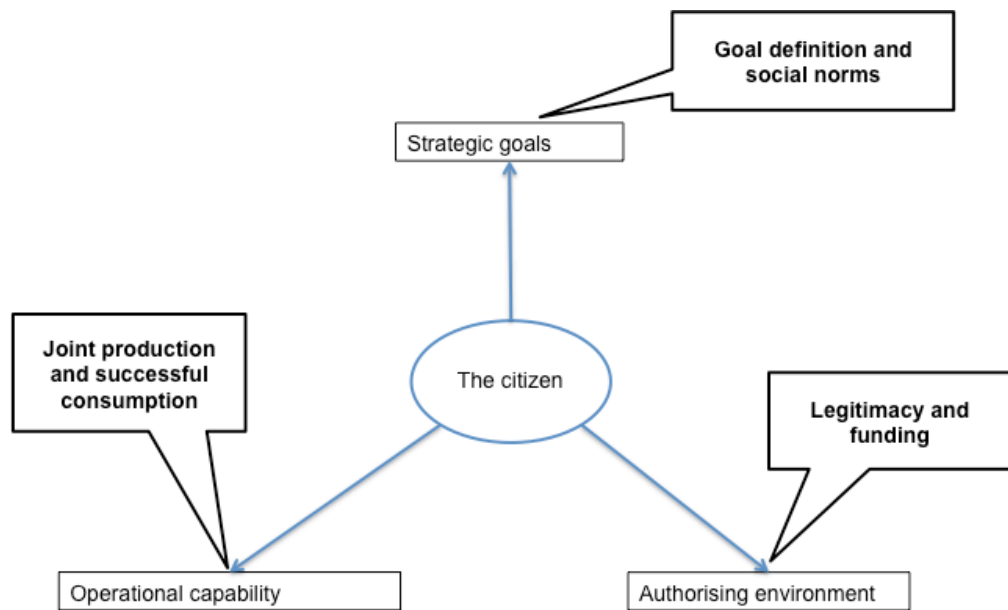 Goal definition and
social norms
Strategic goals
Joint production
and successful
consumption
The citizen
Legitimacy and
funding
Operational capability
Authorising environment